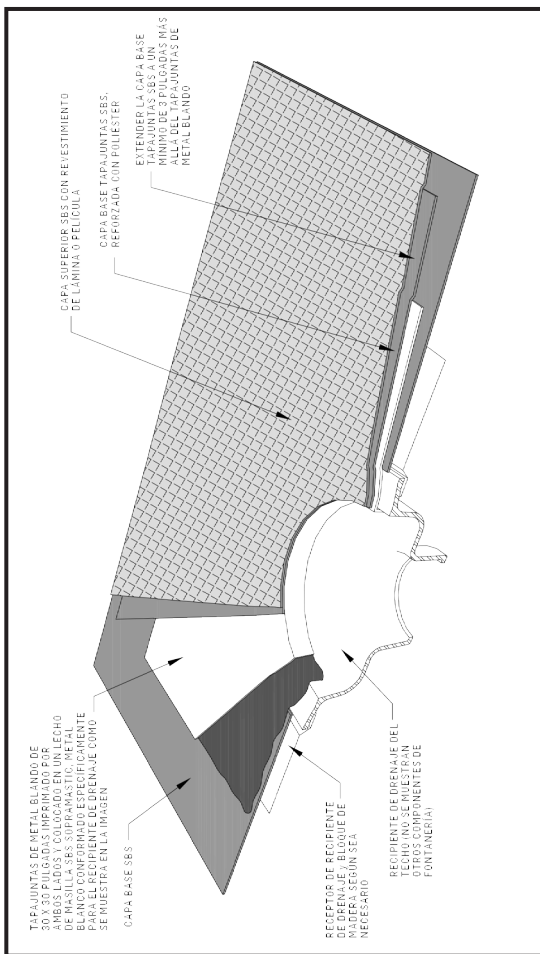 TAPAJUNTAS DE METAL BLANDO DE
30 X 30 PULGADAS IMPRIMADO POR
AMBOS LADOS Y COLOCADO EN UN LECHO
DE MASILLA SBS SOPRAMASTIC, METAL
BLANCO CONFORMADO ESPECÍFICAMENTE
PARA EL RECIPIENTE DE DRENAJE COMO
SE MUESTRA EN LA IMAGEN
CAPA BASE SBS
CAPA SUPERIOR SBS CON REVESTIMIENTO
DE LÁMINA O PELÍCULA
CAPA BASE TAPAJUNTAS SBS,
REFORZADA CON POLIÉSTER
EXTENDER LA CAPA BASE
TAPAJUNTAS SBS A UN
MÍNIMO DE 3 PULGADAS MÁS
ALLÁ DEL TAPAJUNTAS DE
METAL BLANDO
RECEPTOR DE RECIPIENTE
DE DRENAJE y BLOQUE DE
MADERA SEGÚN SEA
NECESARIO
RECIPIENTE DE DRENAJE DEL
TECHO (NO SE MUESTRAN
OTROS COMPONENTES DE
FONTANERÍA)